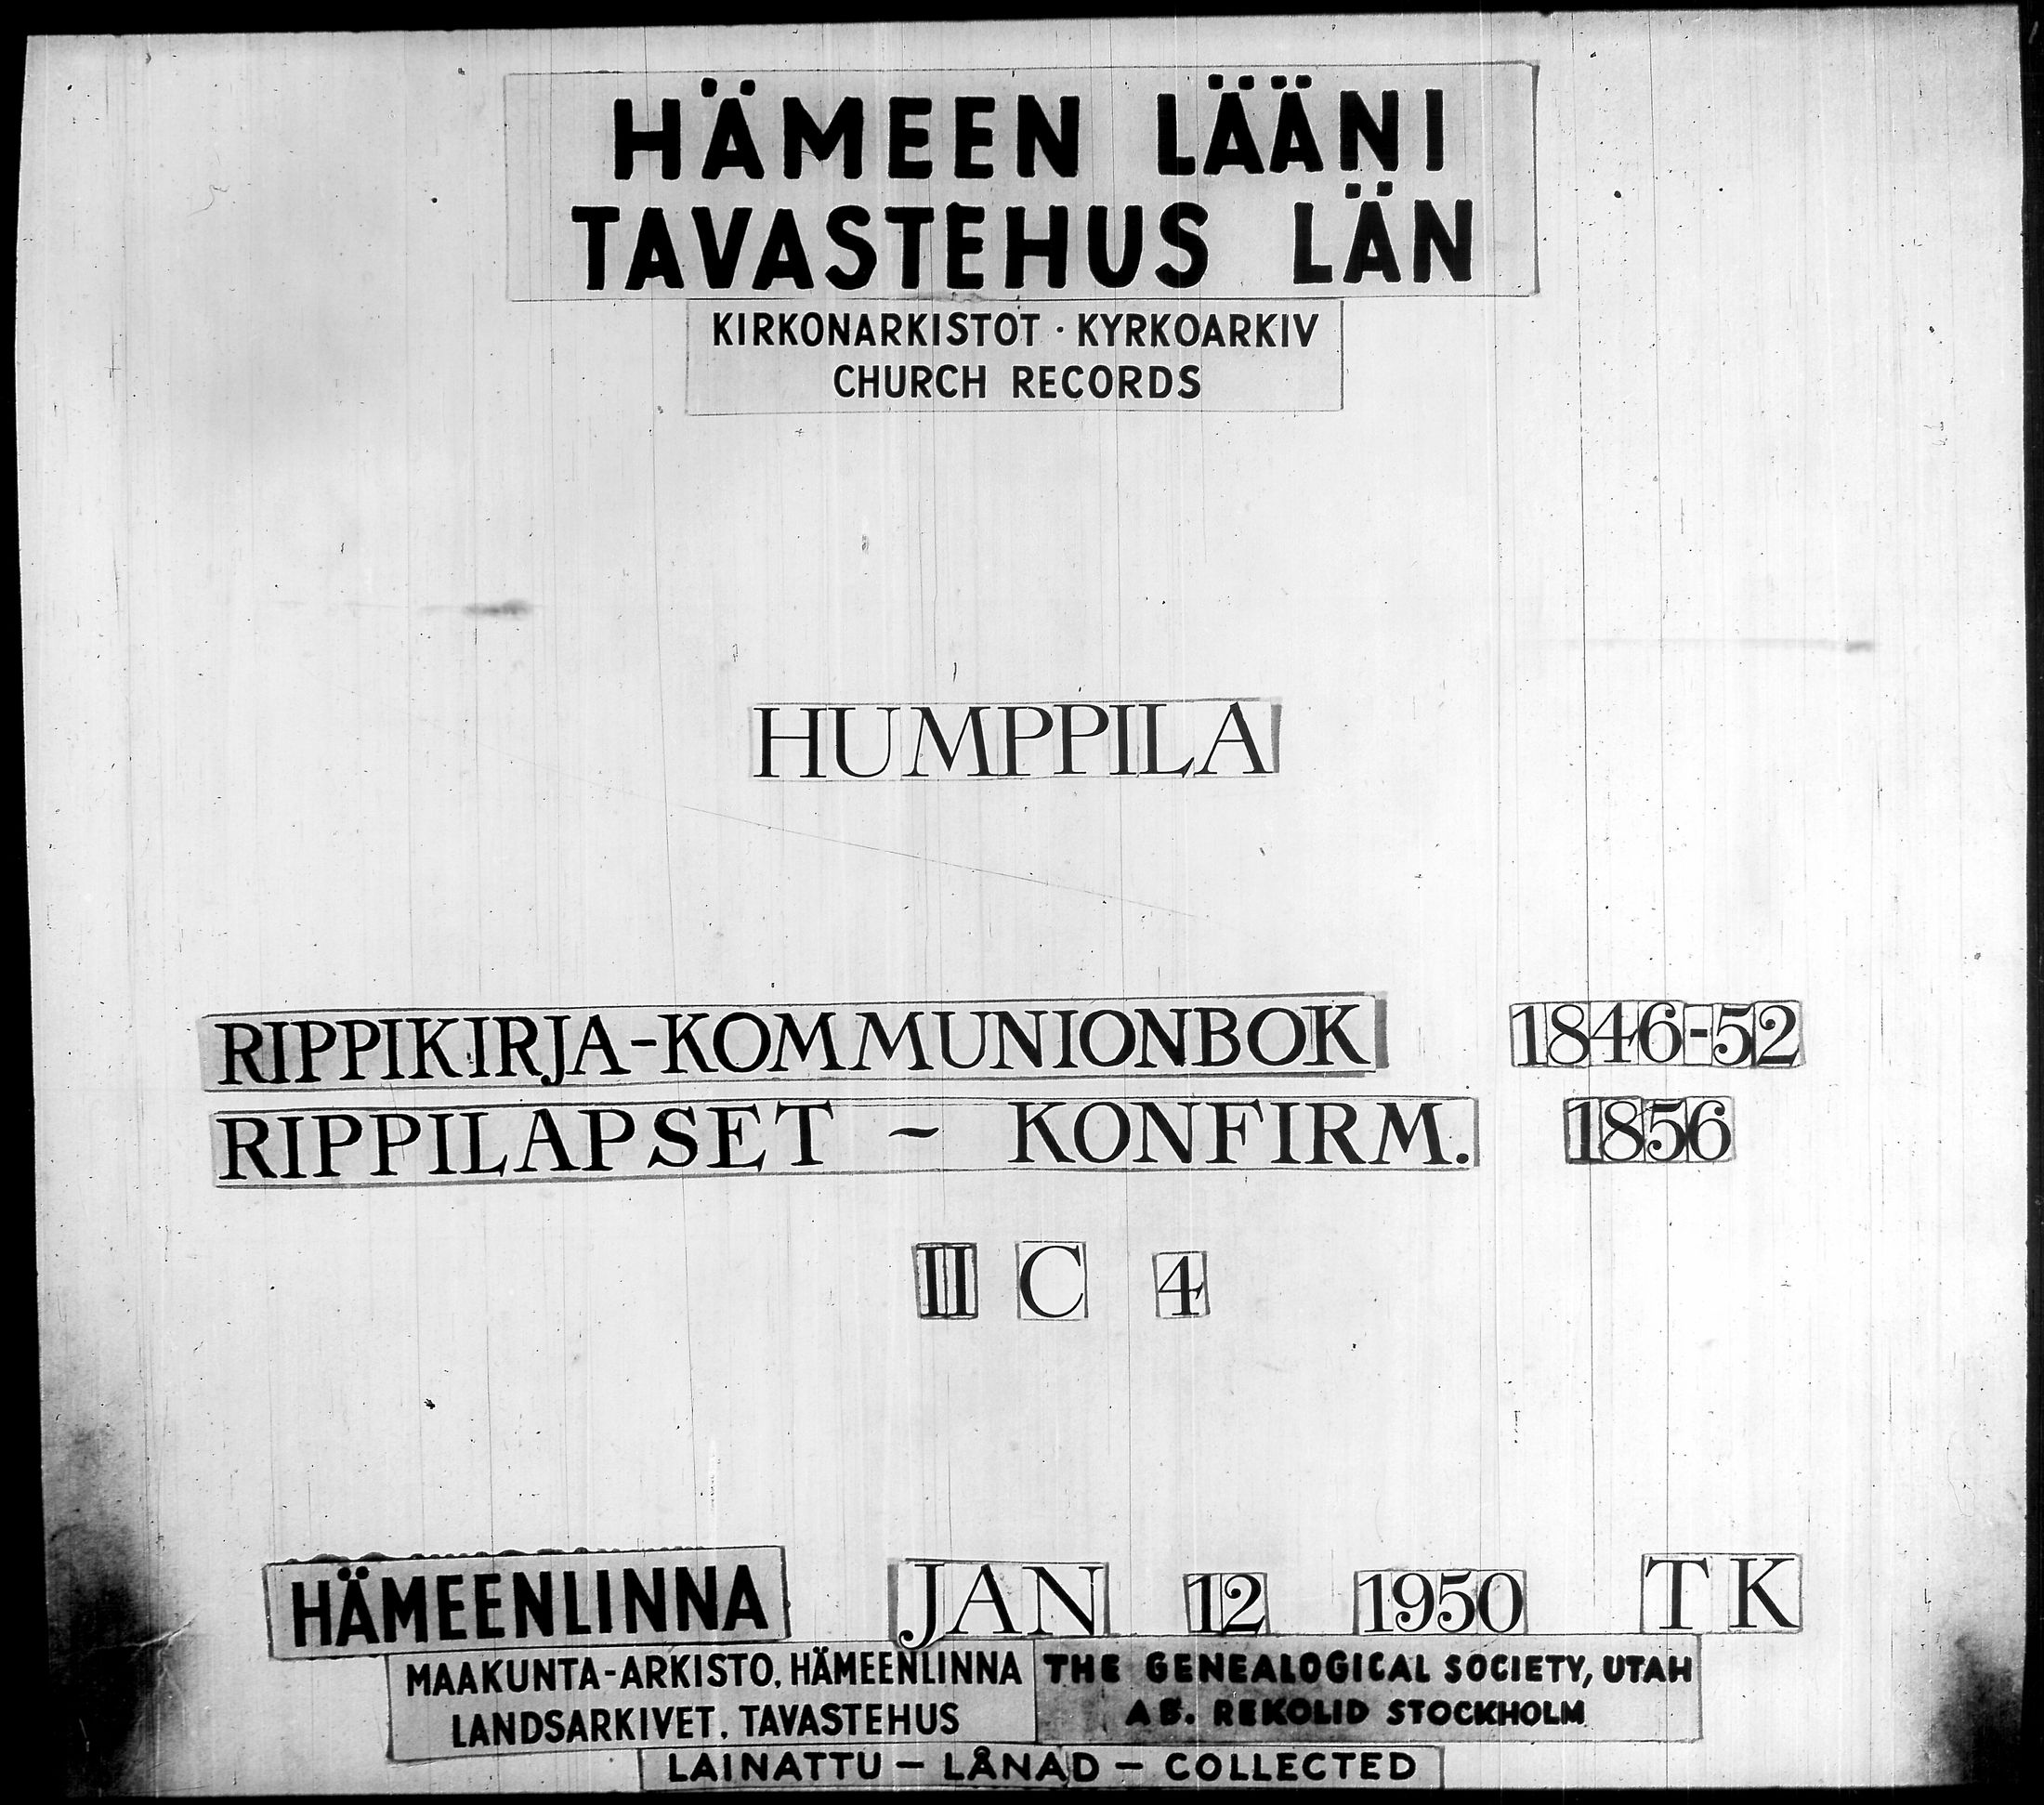 HÄMEEN LÄÄNI
TAVASTEHUS LÄN
KIRKONARKISTOT · KYRKOARKIV
CHURCH RECORDS
HUMPPILA
RIPPIKIRJA-KOMMUNIONBOK 1846-52
RIPPILAPSET - KONFIRM. 1856
II C 4
HÄMEENLINNA JAN 12 1950 TK
MAAKUNTA-ARKISTO, HÄMEENLINNA
LANDSARKIVET, TAVASTEHUS
THE GENEALOGICAL SOCIETY, UTAH
AB. REKOLID STOCKHOLM
LAINATTU - LÅNAD - COLLECTED